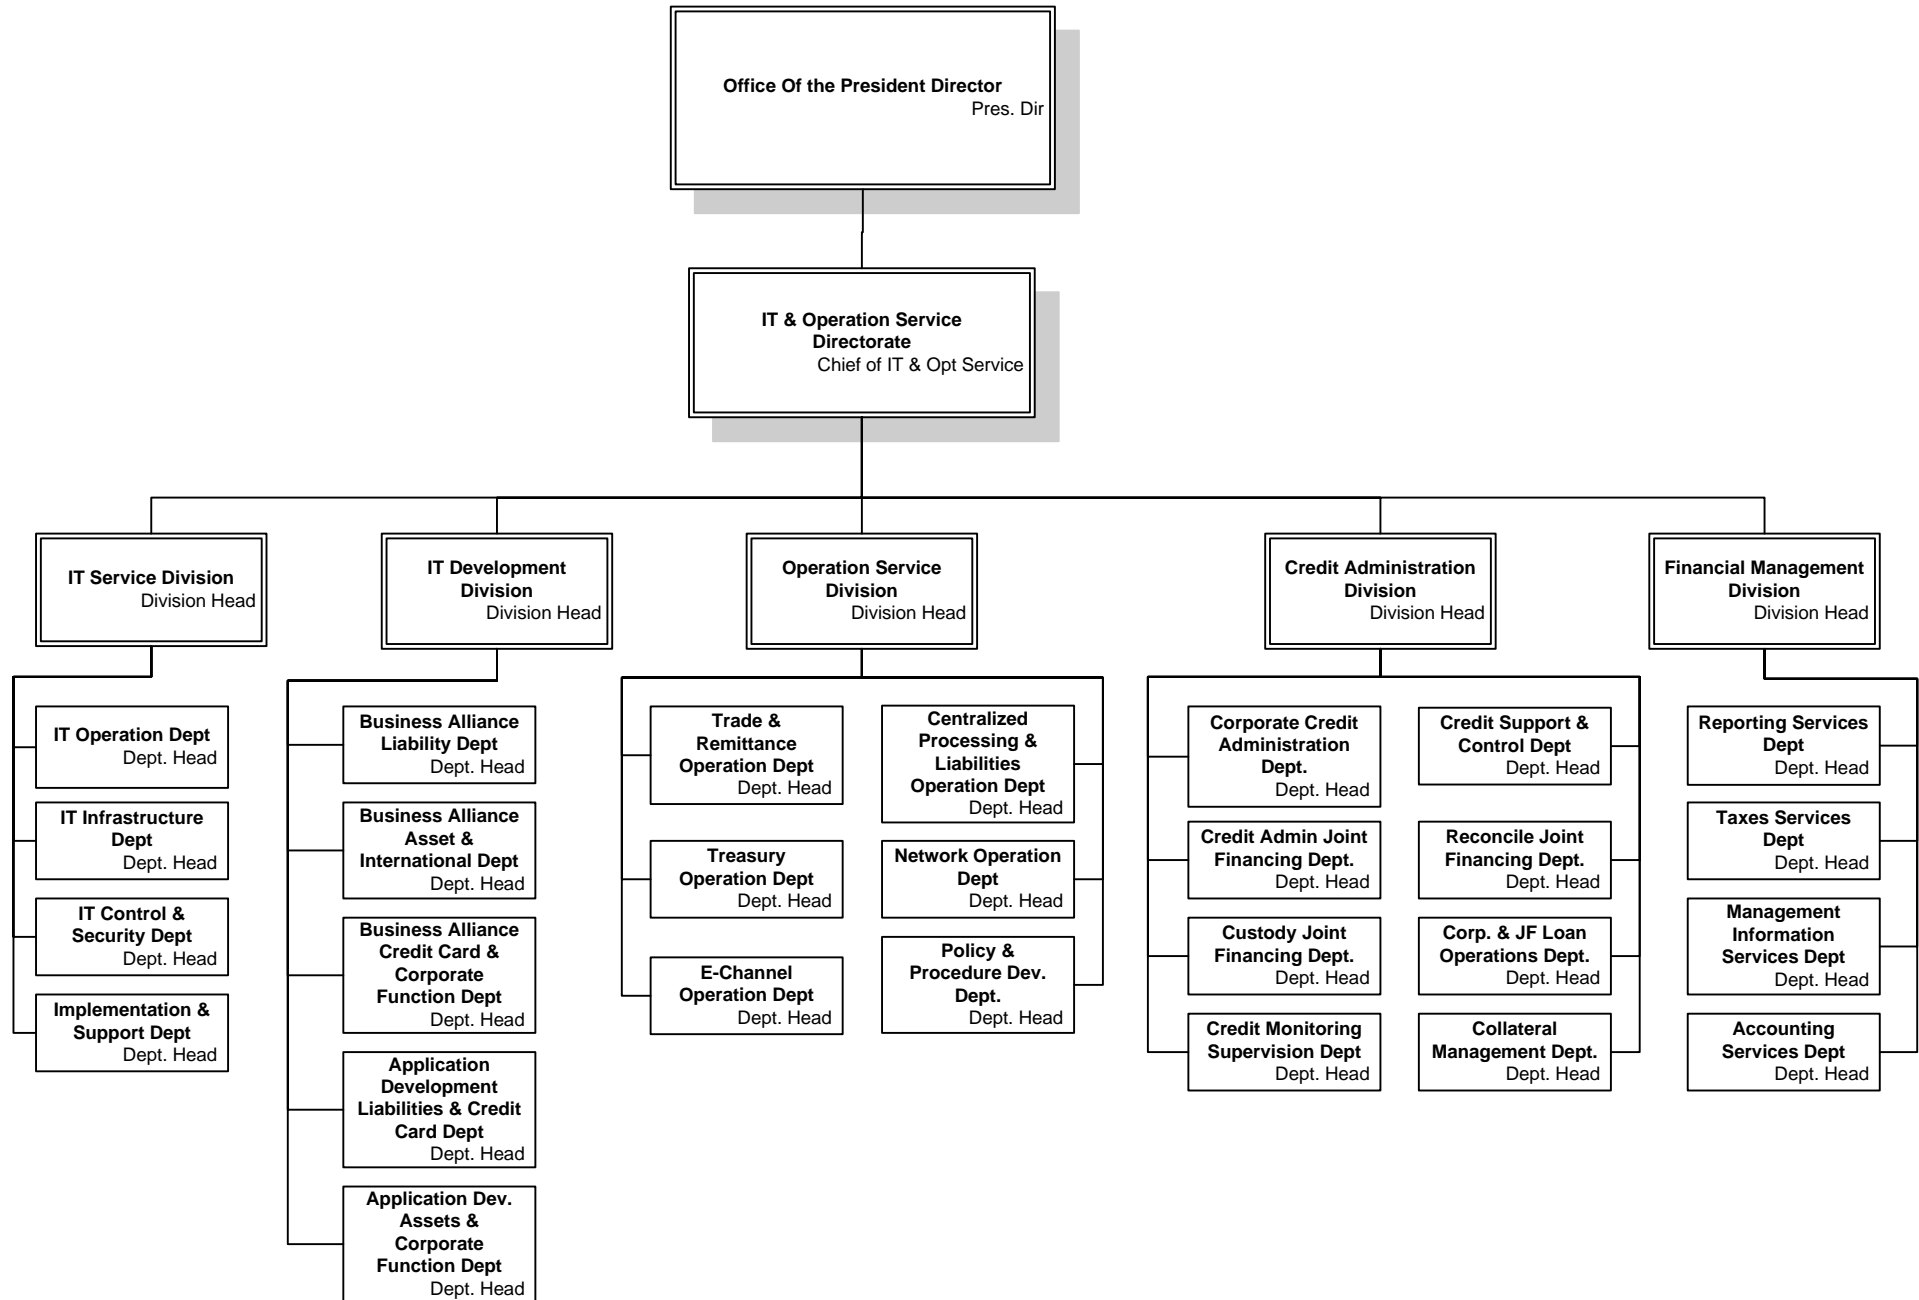 Office Of the President Director
Pres. Dir
IT & Operation Service
Directorate
Chief of IT & Opt Service
IT Service Division
Division Head
IT Development
Division
Division Head
Operation Service
Division
Division Head
Credit Administration
Division
Division Head
Financial Management
Division
Division Head
IT Operation Dept
Dept. Head
IT Infrastructure
Dept
Dept. Head
IT Control &
Security Dept
Dept. Head
Implementation &
Support Dept
Dept. Head
Business Alliance
Liability Dept
Dept. Head
Business Alliance
Asset &
International Dept
Dept. Head
Business Alliance
Credit Card &
Corporate
Function Dept
Dept. Head
Application
Development
Liabilities & Credit
Card Dept
Dept. Head
Application Dev.
Assets &
Corporate
Function Dept
Dept. Head
Trade &
Remittance
Operation Dept
Dept. Head
Treasury
Operation Dept
Dept. Head
E-Channel
Operation Dept
Dept. Head
Centralized
Processing &
Liabilities
Operation Dept
Dept. Head
Network Operation
Dept
Dept. Head
Policy &
Procedure Dev.
Dept.
Dept. Head
Corporate Credit
Administration
Dept.
Dept. Head
Credit Admin Joint
Financing Dept.
Dept. Head
Custody Joint
Financing Dept.
Dept. Head
Credit Monitoring
Supervision Dept
Dept. Head
Credit Support &
Control Dept
Dept. Head
Reconcile Joint
Financing Dept.
Dept. Head
Corp. & JF Loan
Operations Dept.
Dept. Head
Collateral
Management Dept.
Dept. Head
Reporting Services
Dept
Dept. Head
Taxes Services
Dept
Dept. Head
Management
Information
Services Dept
Dept. Head
Accounting
Services Dept
Dept. Head